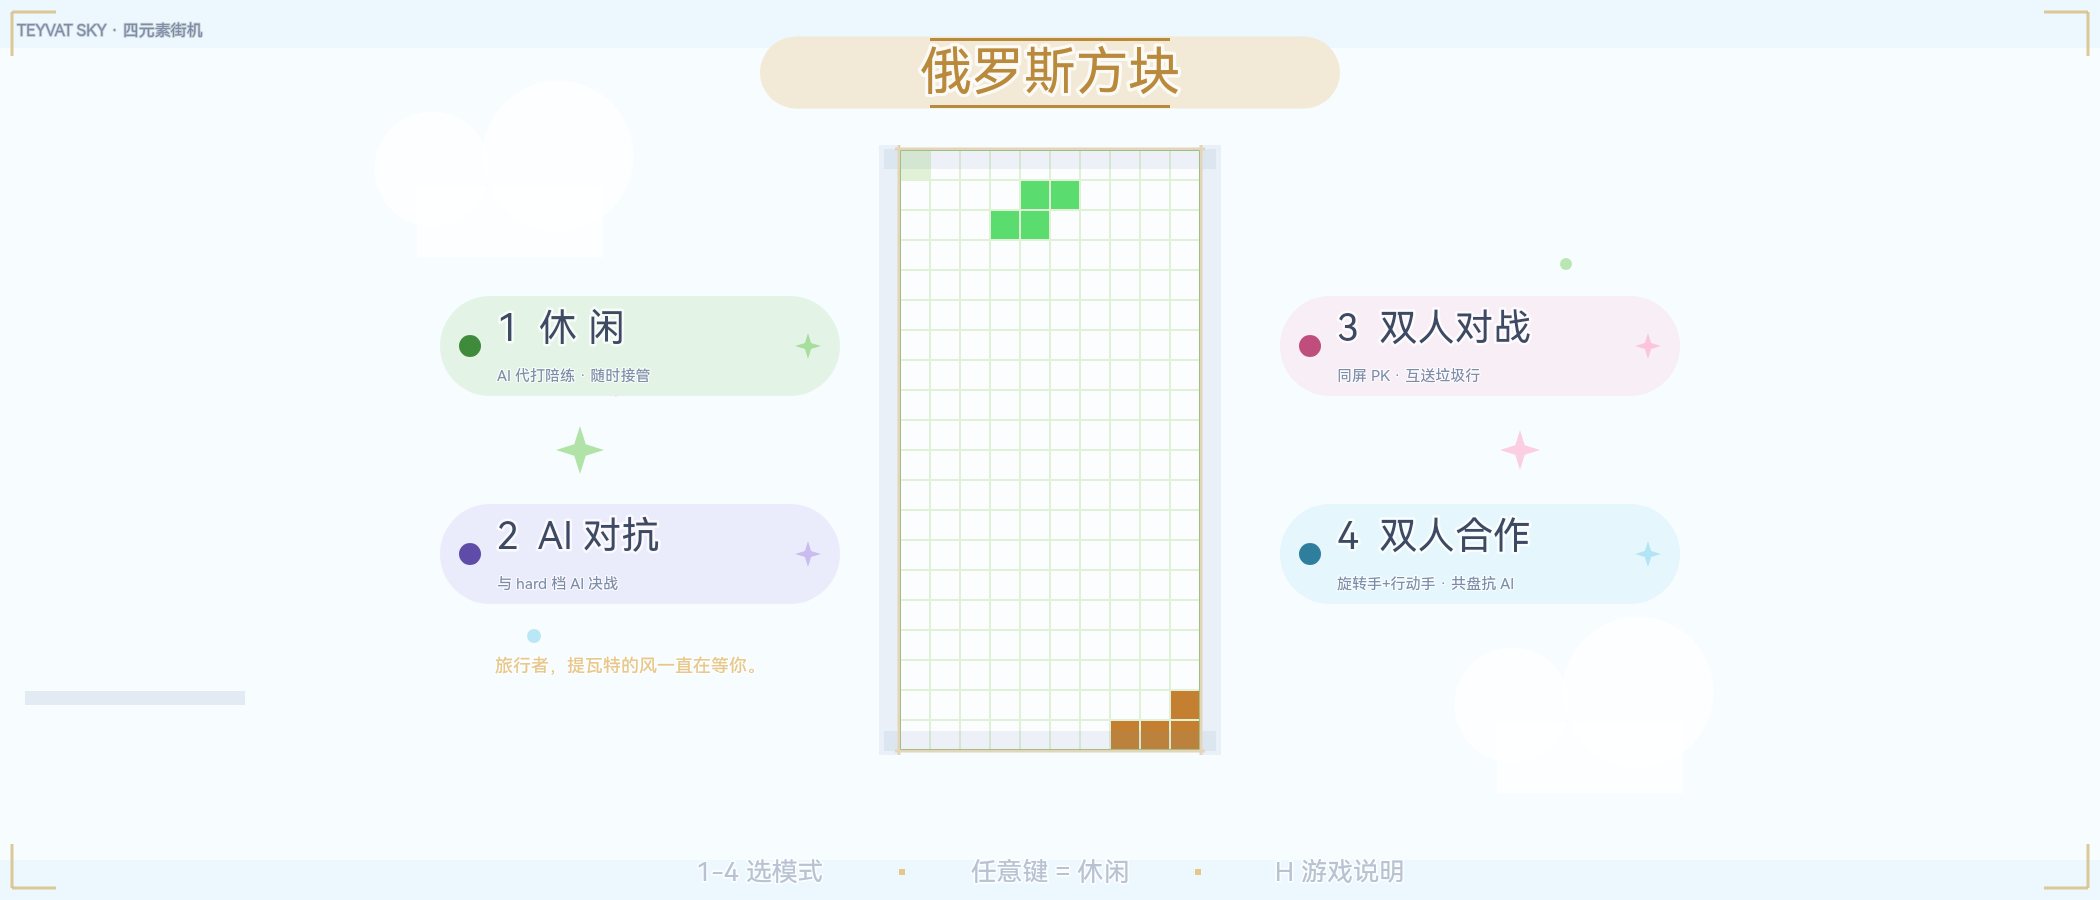 TEYVAT SKY · 四元素街机
俄罗斯方块
1 休 闲
AI 代打陪练 · 随时接管
2 AI 对抗
与 hard 档 AI 决战
旅行者，提瓦特的风一直在等你。
3 双人对战
同屏 PK · 互送垃圾行
4 双人合作
旋转手+行动手 · 共盘抗 AI
1-4 选模式 · 任意键 = 休闲 · H 游戏说明